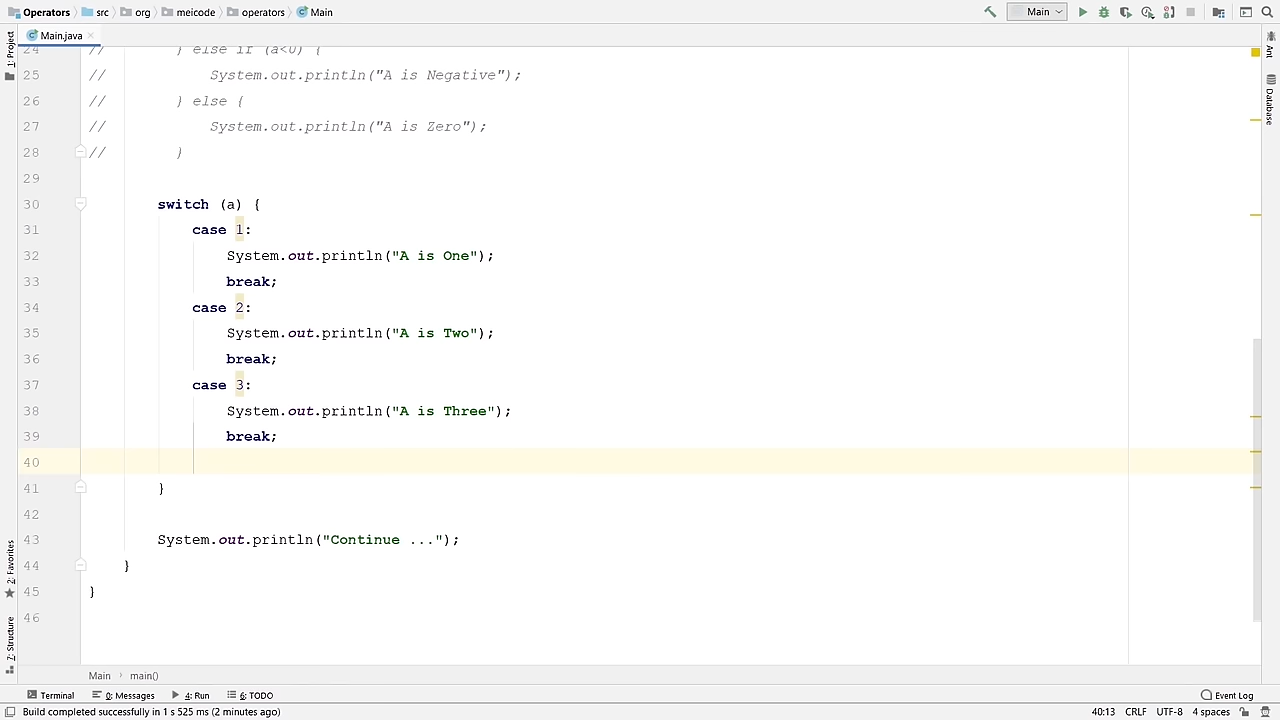 Operators src org meicode operators Main Main
Main.java
1: Project
Ant
Database
24 // } else if (a<0) {
25 // System.out.println("A is Negative");
26 // } else {
27 // System.out.println("A is Zero");
28 // }
29
30 switch (a) {
31 case 1:
32 System.out.println("A is One");
33 break;
34 case 2:
35 System.out.println("A is Two");
36 break;
37 case 3:
38 System.out.println("A is Three");
39 break;
40
41 }
42
43 System.out.println("Continue ...");
44 }
45 }
46
2: Favorites
7: Structure
Main main()
Terminal 0: Messages 4: Run 6: TODO Event Log
Build completed successfully in 1 s 525 ms (2 minutes ago) 40:13 CRLF UTF-8 4 spaces